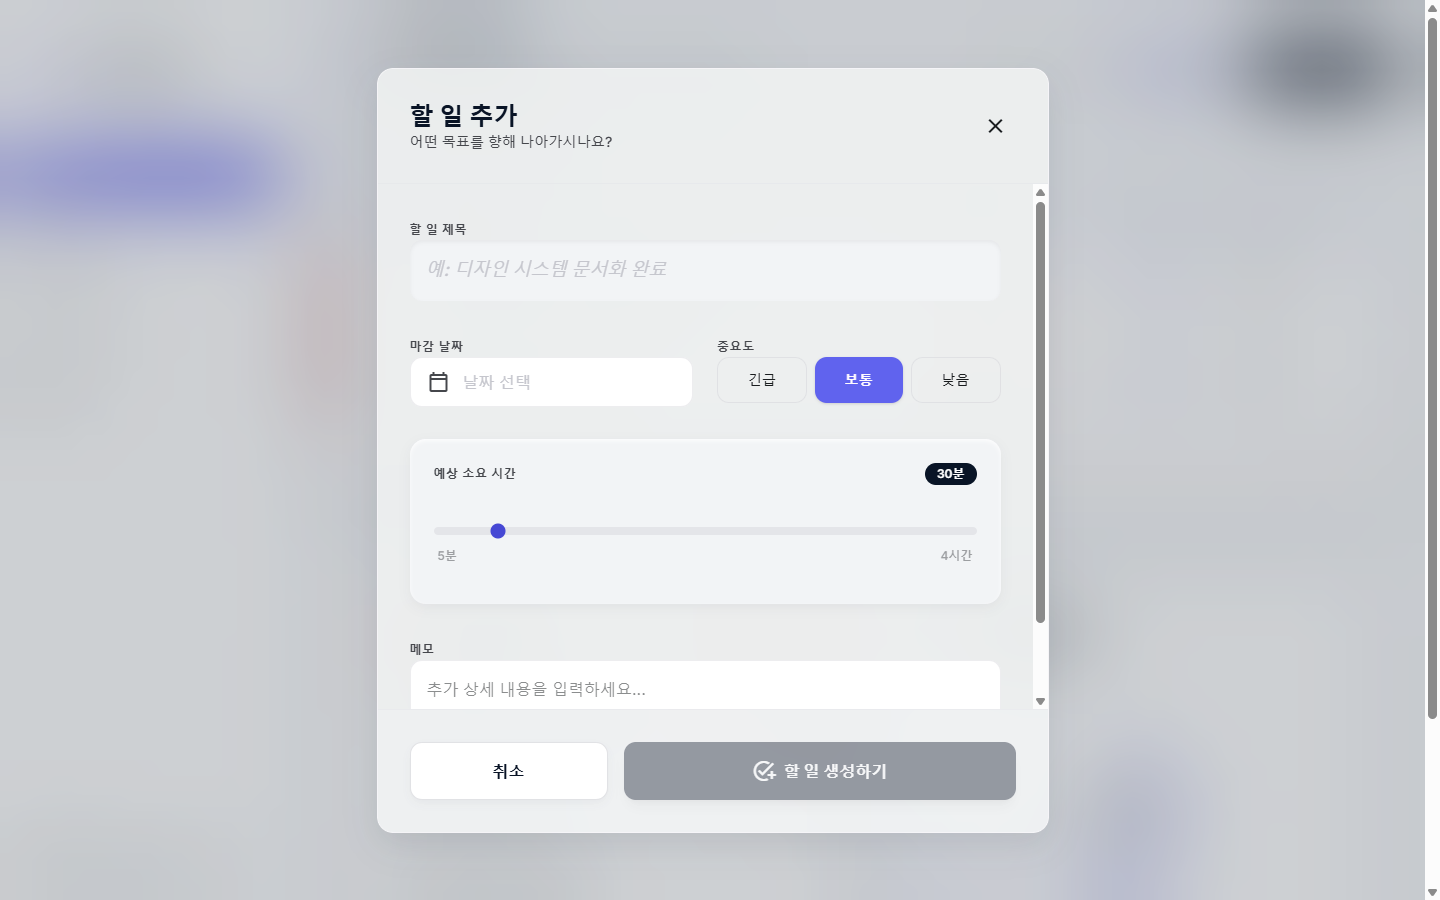 할 일 추가
어떤 목표를 향해 나아가시나요?
할 일 제목
예: 디자인 시스템 문서화 완료
마감 날짜
중요도
날짜 선택
긴급
보통
낮음
예상 소요 시간
30분
5분
4시간
메모
추가 상세 내용을 입력하세요...
취소
할 일 생성하기